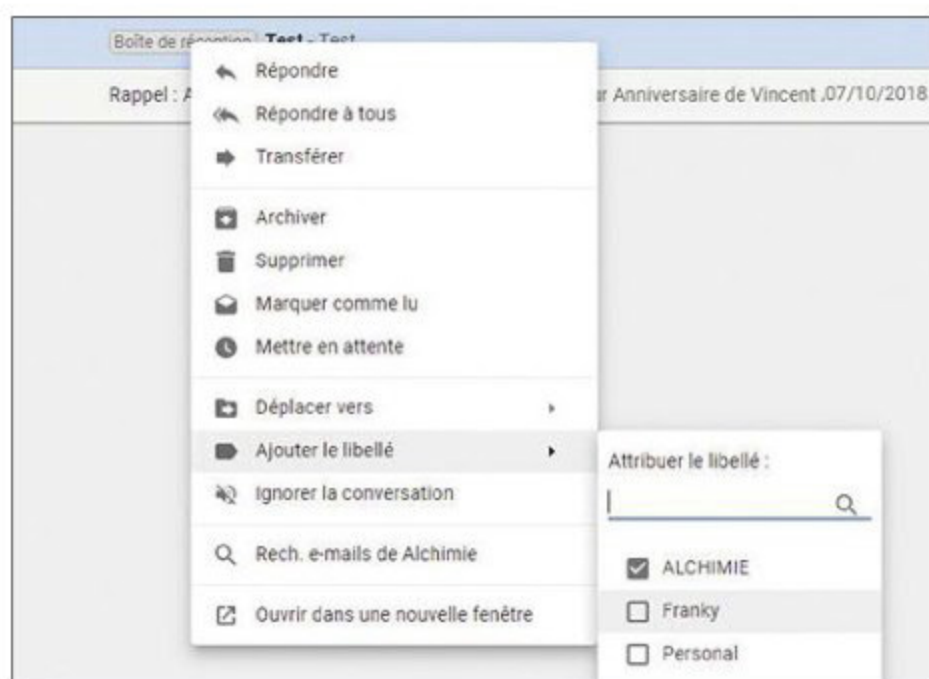 Boîte de réception Test - Test
Rappel : A
ur Anniversaire de Vincent ,07/10/2018
Répondre
Répondre à tous
Transférer
Archiver
Supprimer
Marquer comme lu
Mettre en attente
Déplacer vers
Ajouter le libellé
Ignorer la conversation
Rech. e-mails de Alchimie
Ouvrir dans une nouvelle fenêtre
Attribuer le libellé :
ALCHIMIE
Franky
Personal